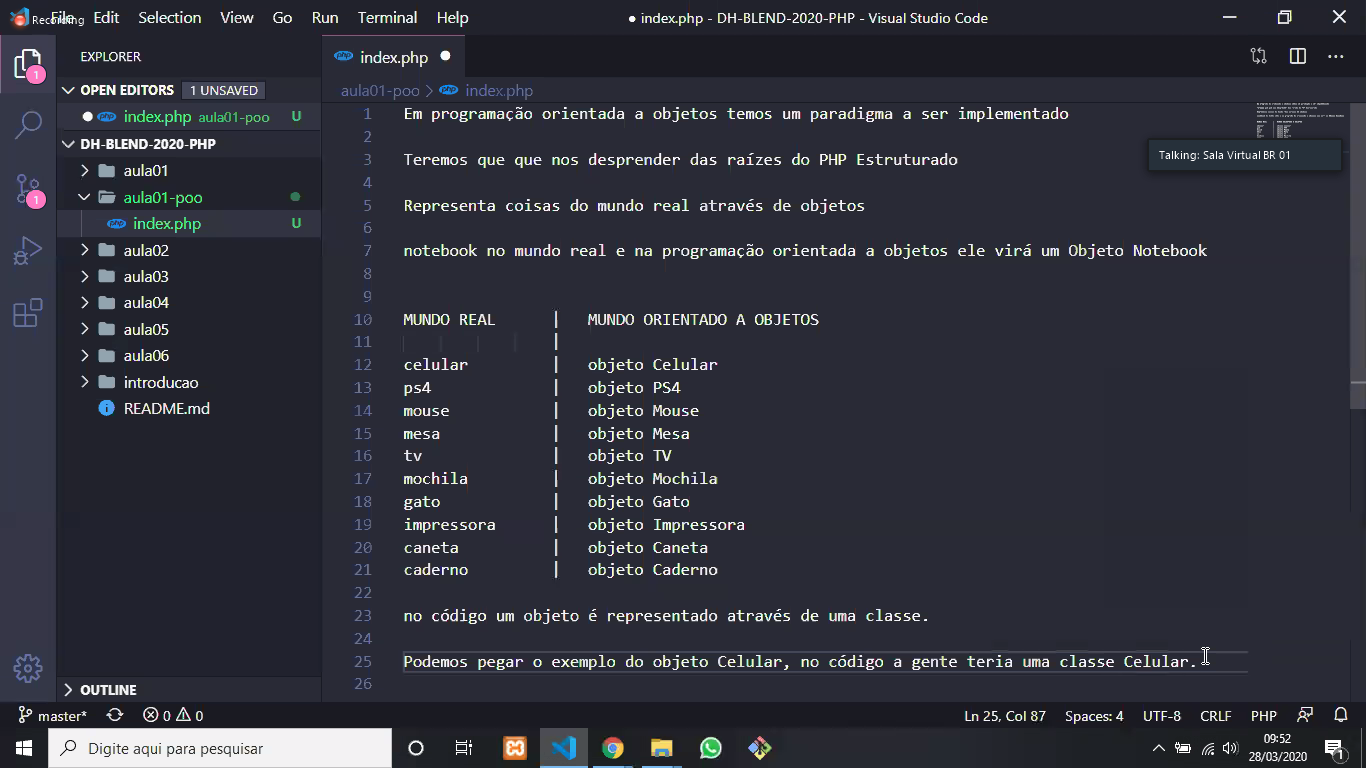 Recording
File Edit Selection View Go Run Terminal Help
● index.php - DH-BLEND-2020-PHP - Visual Studio Code
EXPLORER
index.php
OPEN EDITORS 1 UNSAVED
aula01-poo > index.php
index.php aula01-poo U
DH-BLEND-2020-PHP
aula01
aula01-poo
index.php U
aula02
aula03
aula04
aula05
aula06
introducao
README.md
OUTLINE
1
1
Talking: Sala Virtual BR 01
1 Em programação orientada a objetos temos um paradigma a ser implementado
2
3 Teremos que que nos desprender das raízes do PHP Estruturado
4
5 Representa coisas do mundo real através de objetos
6
7 notebook no mundo real e na programação orientada a objetos ele virá um Objeto Notebook
8
9
10 MUNDO REAL | MUNDO ORIENTADO A OBJETOS
11 |
12 celular | objeto Celular
13 ps4 | objeto PS4
14 mouse | objeto Mouse
15 mesa | objeto Mesa
16 tv | objeto TV
17 mochila | objeto Mochila
18 gato | objeto Gato
19 impressora | objeto Impressora
20 caneta | objeto Caneta
21 caderno | objeto Caderno
22
23 no código um objeto é representado através de uma classe.
24
25 Podemos pegar o exemplo do objeto Celular, no código a gente teria uma classe Celular.
26
master* 0 0 Ln 25, Col 87 Spaces: 4 UTF-8 CRLF PHP
Digite aqui para pesquisar
09:52
28/03/2020
1